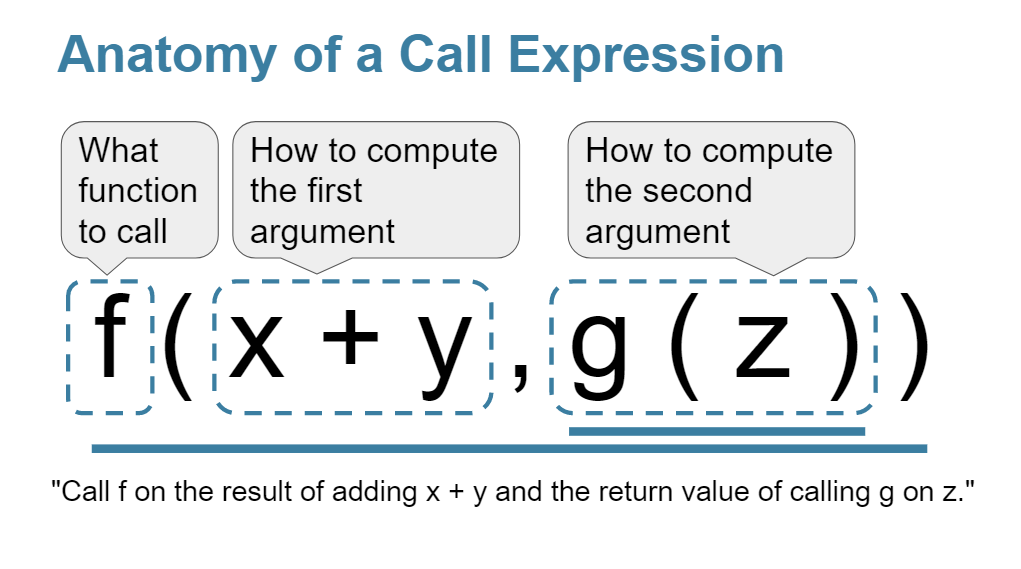 Anatomy of a Call Expression
What
function
to call
How to compute
the first
argument
How to compute
the second
argument
f ( x + y , g ( z ) )
"Call f on the result of adding x + y and the return value of calling g on z."